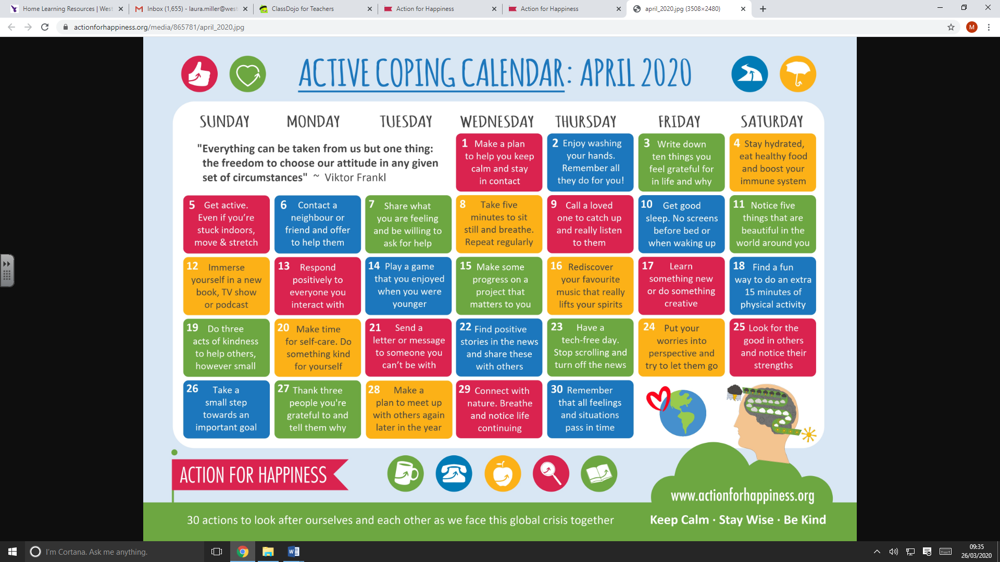 Home Learning Resources | West
Inbox (1,655) - laura.miller@west
ClassDojo for Teachers
Action for Happiness
Action for Happiness
april_2020.jpg (3508×2480)
actionforhappiness.org/media/865781/april_2020.jpg
M
ACTIVE COPING CALENDAR: APRIL 2020
SUNDAY MONDAY TUESDAY WEDNESDAY THURSDAY FRIDAY SATURDAY
"Everything can be taken from us but one thing:
the freedom to choose our attitude in any given
set of circumstances" ~ Viktor Frankl
1 Make a plan
to help you keep
calm and stay
in contact
2 Enjoy washing
your hands.
Remember all
they do for you!
3 Write down
ten things you
feel grateful for
in life and why
4 Stay hydrated,
eat healthy food
and boost your
immune system
5 Get active.
Even if you're
stuck indoors,
move & stretch
6 Contact a
neighbour or
friend and offer
to help them
7 Share what
you are feeling
and be willing to
ask for help
8 Take five
minutes to sit
still and breathe.
Repeat regularly
9 Call a loved
one to catch up
and really listen
to them
10 Get good
sleep. No screens
before bed or
when waking up
11 Notice five
things that are
beautiful in the
world around you
12 Immerse
yourself in a new
book, TV show
or podcast
13 Respond
positively to
everyone you
interact with
14 Play a game
that you enjoyed
when you were
younger
15 Make some
progress on a
project that
matters to you
16 Rediscover
your favourite
music that really
lifts your spirits
17 Learn
something new
or do something
creative
18 Find a fun
way to do an extra
15 minutes of
physical activity
19 Do three
acts of kindness
to help others,
however small
20 Make time
for self-care. Do
something kind
for yourself
21 Send a
letter or message
to someone you
can't be with
22 Find positive
stories in the news
and share these
with others
23 Have a
tech-free day.
Stop scrolling and
turn off the news
24 Put your
worries into
perspective and
try to let them go
25 Look for the
good in others
and notice their
strengths
26 Take a
small step
towards an
important goal
27 Thank three
people you're
grateful to and
tell them why
28 Make a
plan to meet up
with others again
later in the year
29 Connect with
nature. Breathe
and notice life
continuing
30 Remember
that all feelings
and situations
pass in time
ACTION FOR HAPPINESS
www.actionforhappiness.org
30 actions to look after ourselves and each other as we face this global crisis together
Keep Calm · Stay Wise · Be Kind
I'm Cortana. Ask me anything.
09:35
26/03/2020